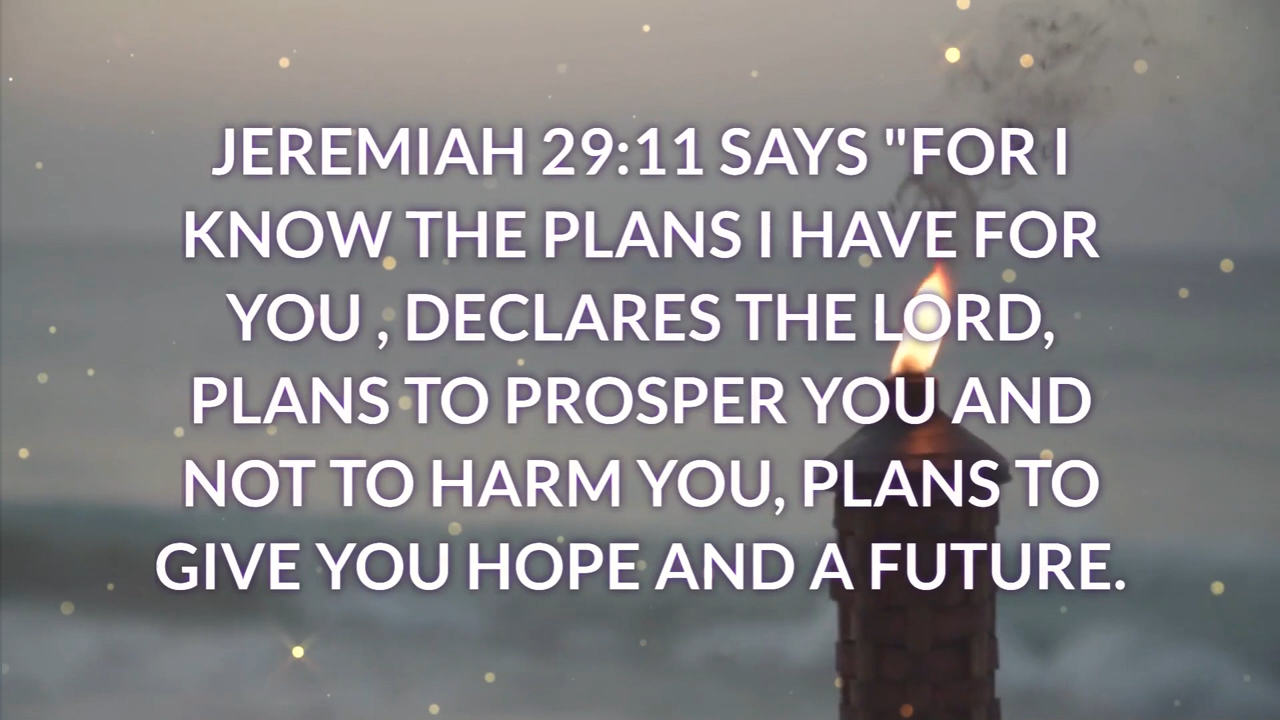 JEREMIAH 29:11 SAYS "FOR I
KNOW THE PLANS I HAVE FOR
YOU , DECLARES THE LORD,
PLANS TO PROSPER YOU AND
NOT TO HARM YOU, PLANS TO
GIVE YOU HOPE AND A FUTURE.